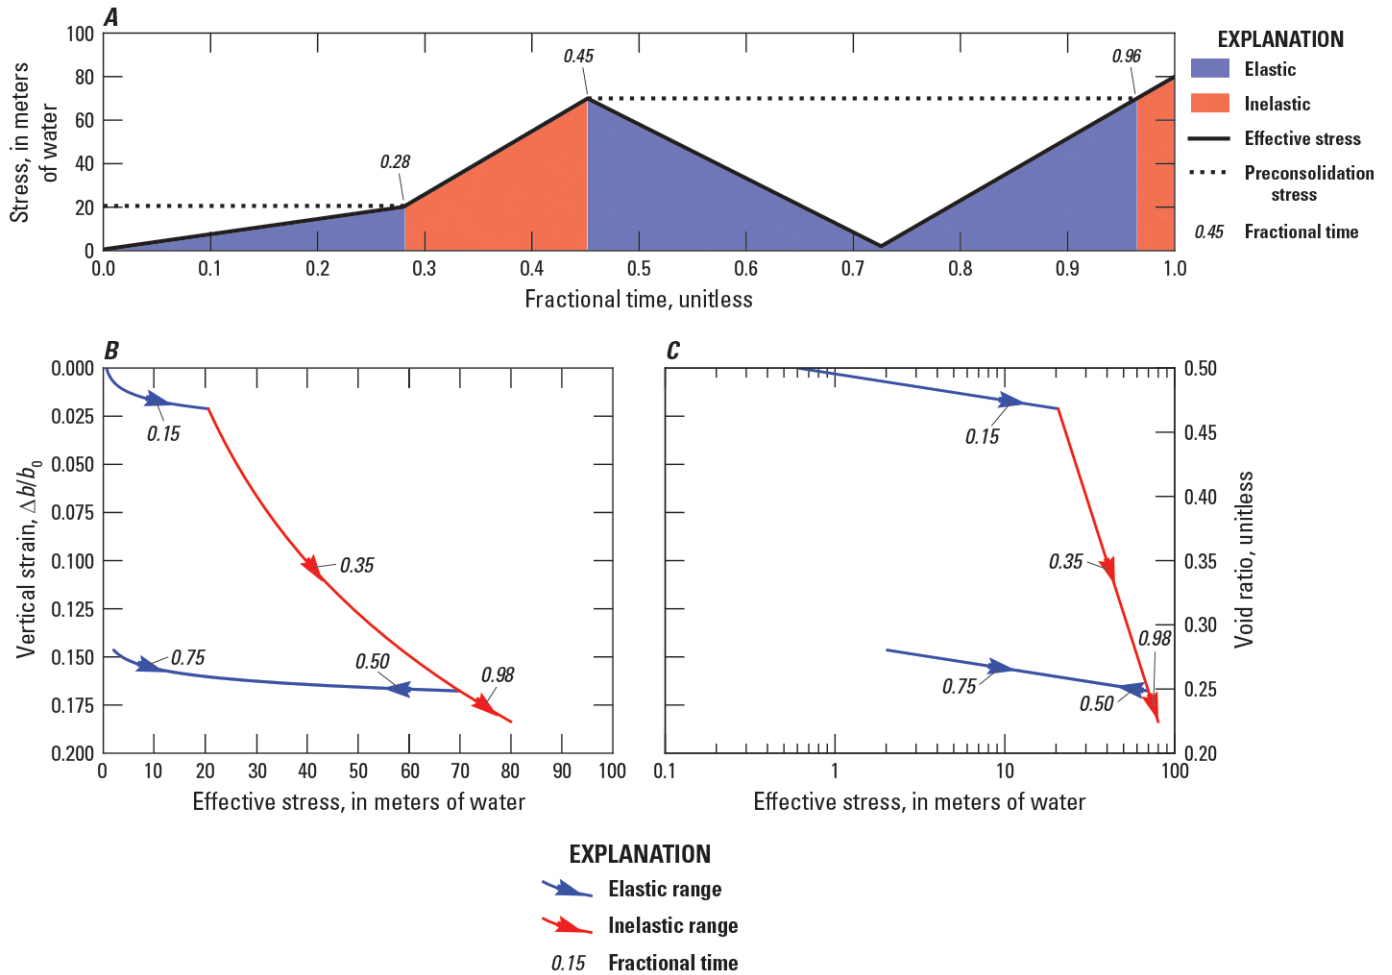 A
Stress, in meters
of water
100
80
60
40
20
0
0.28
0.45
0.96
0.0
0.1
0.2
0.3
0.4
0.5
0.6
0.7
0.8
0.9
1.0
Fractional time, unitless
EXPLANATION
Elastic
Inelastic
Effective stress
Preconsolidation
stress
0.45 Fractional time
B
Vertical strain, Δb/b0
0.000
0.025
0.050
0.075
0.100
0.125
0.150
0.175
0.200
0.15
0.35
0.75
0.50
0.98
0
10
20
30
40
50
60
70
80
90
100
Effective stress, in meters of water
C
0.15
0.35
0.98
0.75
0.50
0.50
0.45
0.40
0.35
0.30
0.25
0.20
Void ratio, unitless
0.1
1
10
100
Effective stress, in meters of water
EXPLANATION
Elastic range
Inelastic range
0.15 Fractional time